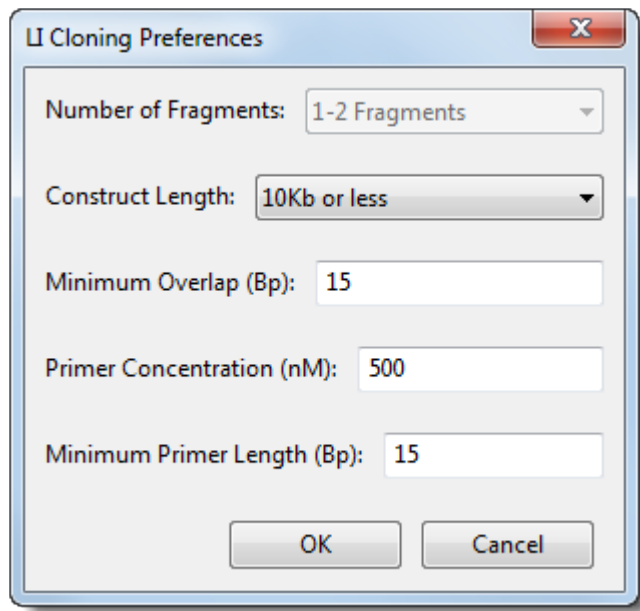 LI Cloning Preferences
Number of Fragments: 1-2 Fragments
Construct Length: 10Kb or less
Minimum Overlap (Bp): 15
Primer Concentration (nM): 500
Minimum Primer Length (Bp): 15
OK Cancel